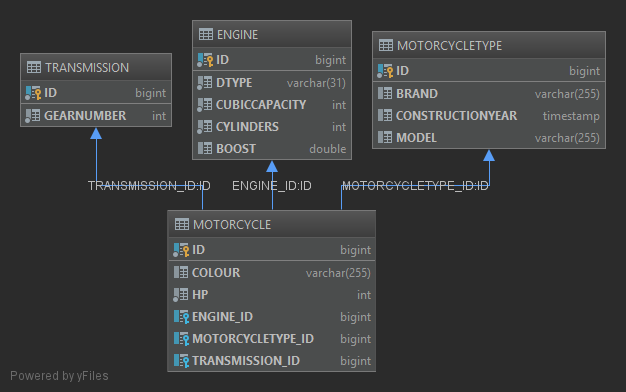 TRANSMISSION
ID bigint
GEARNUMBER int
ENGINE
ID bigint
DTYPE varchar(31)
CUBICCAPACITY int
CYLINDERS int
BOOST double
MOTORCYCLETYPE
ID bigint
BRAND varchar(255)
CONSTRUCTIONYEAR timestamp
MODEL varchar(255)
TRANSMISSION_ID:ID
ENGINE_ID:ID
MOTORCYCLETYPE_ID:ID
MOTORCYCLE
ID bigint
COLOUR varchar(255)
HP int
ENGINE_ID bigint
MOTORCYCLETYPE_ID bigint
TRANSMISSION_ID bigint
Powered by yFiles